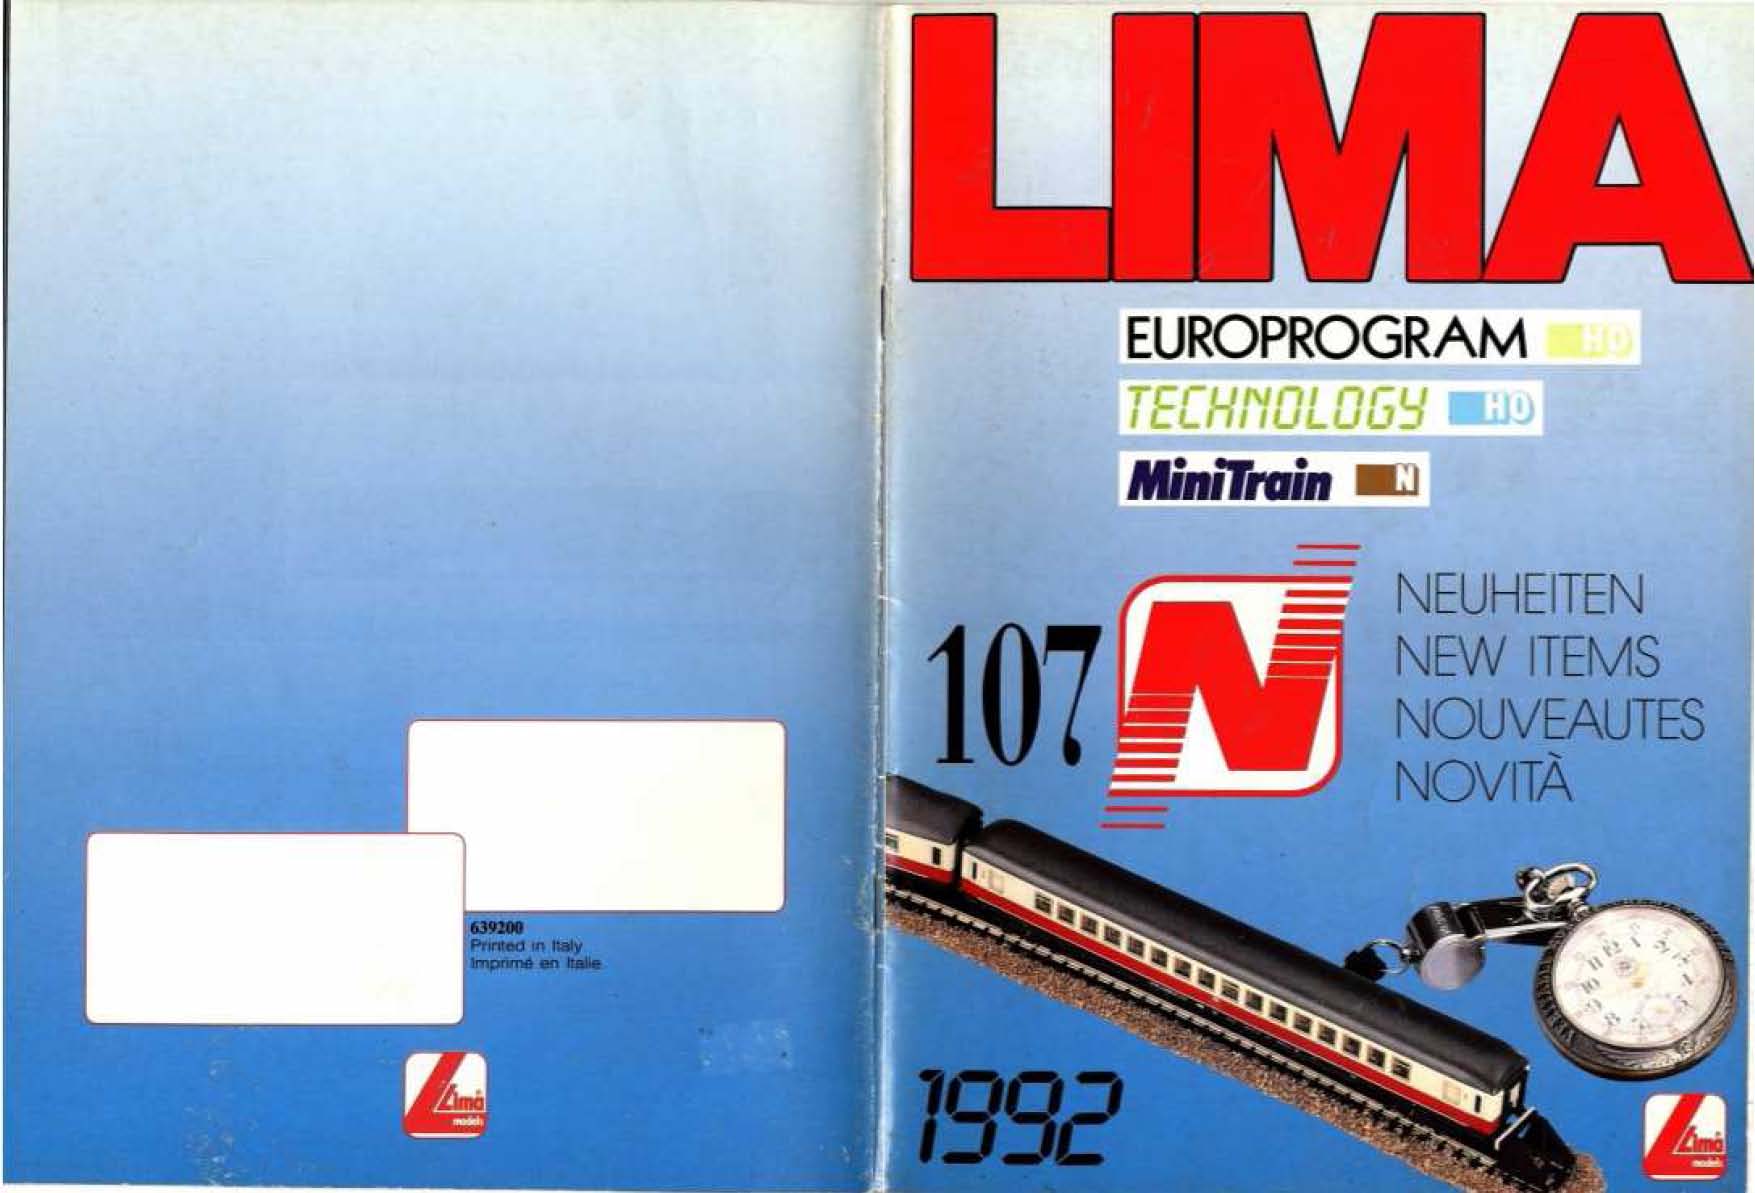 639200
Printed in Italy
Imprimé en Italie
Lima
models
LIMA
EUROPROGRAM HO
TECHNOLOGY HO
MiniTrain N
107 N
NEUHEITEN
NEW ITEMS
NOUVEAUTES
NOVITÀ
1992
Lima
models